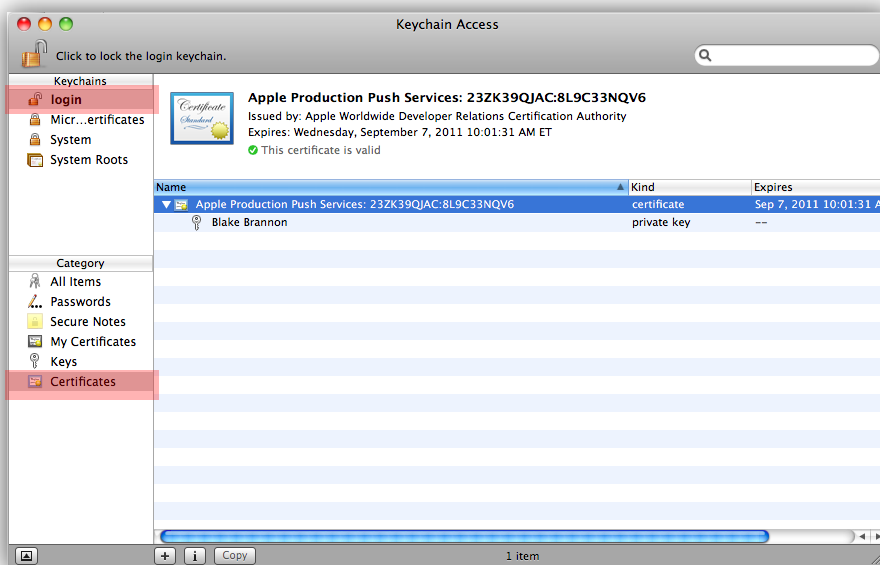 Keychain Access
Click to lock the login keychain.
Keychains
login
Micr...ertificates
System
System Roots
Certificate
Standard
Apple Production Push Services: 23ZK39QJAC:8L9C33NQV6
Issued by: Apple Worldwide Developer Relations Certification Authority
Expires: Wednesday, September 7, 2011 10:01:31 AM ET
This certificate is valid
Name Kind Expires
Apple Production Push Services: 23ZK39QJAC:8L9C33NQV6 certificate Sep 7, 2011 10:01:31 A
Blake Brannon private key --
Category
All Items
Passwords
Secure Notes
My Certificates
Keys
Certificates
+ i Copy 1 item